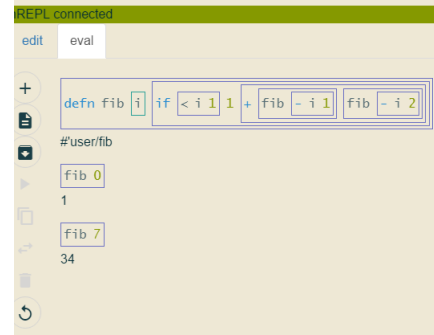 nREPL connected
edit eval
defn fib i if < i 1 1 + fib - i 1 fib - i 2
#'user/fib
fib 0
1
fib 7
34